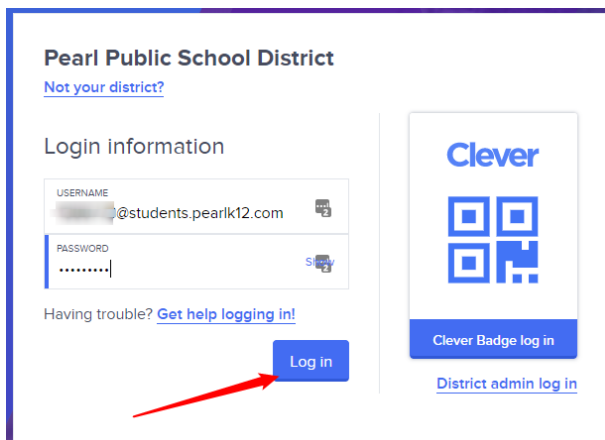 Pearl Public School District
Not your district?
Login information
USERNAME
@students.pearlk12.com
PASSWORD
Having trouble? Get help logging in!
Log in
Clever
Clever Badge log in
District admin log in